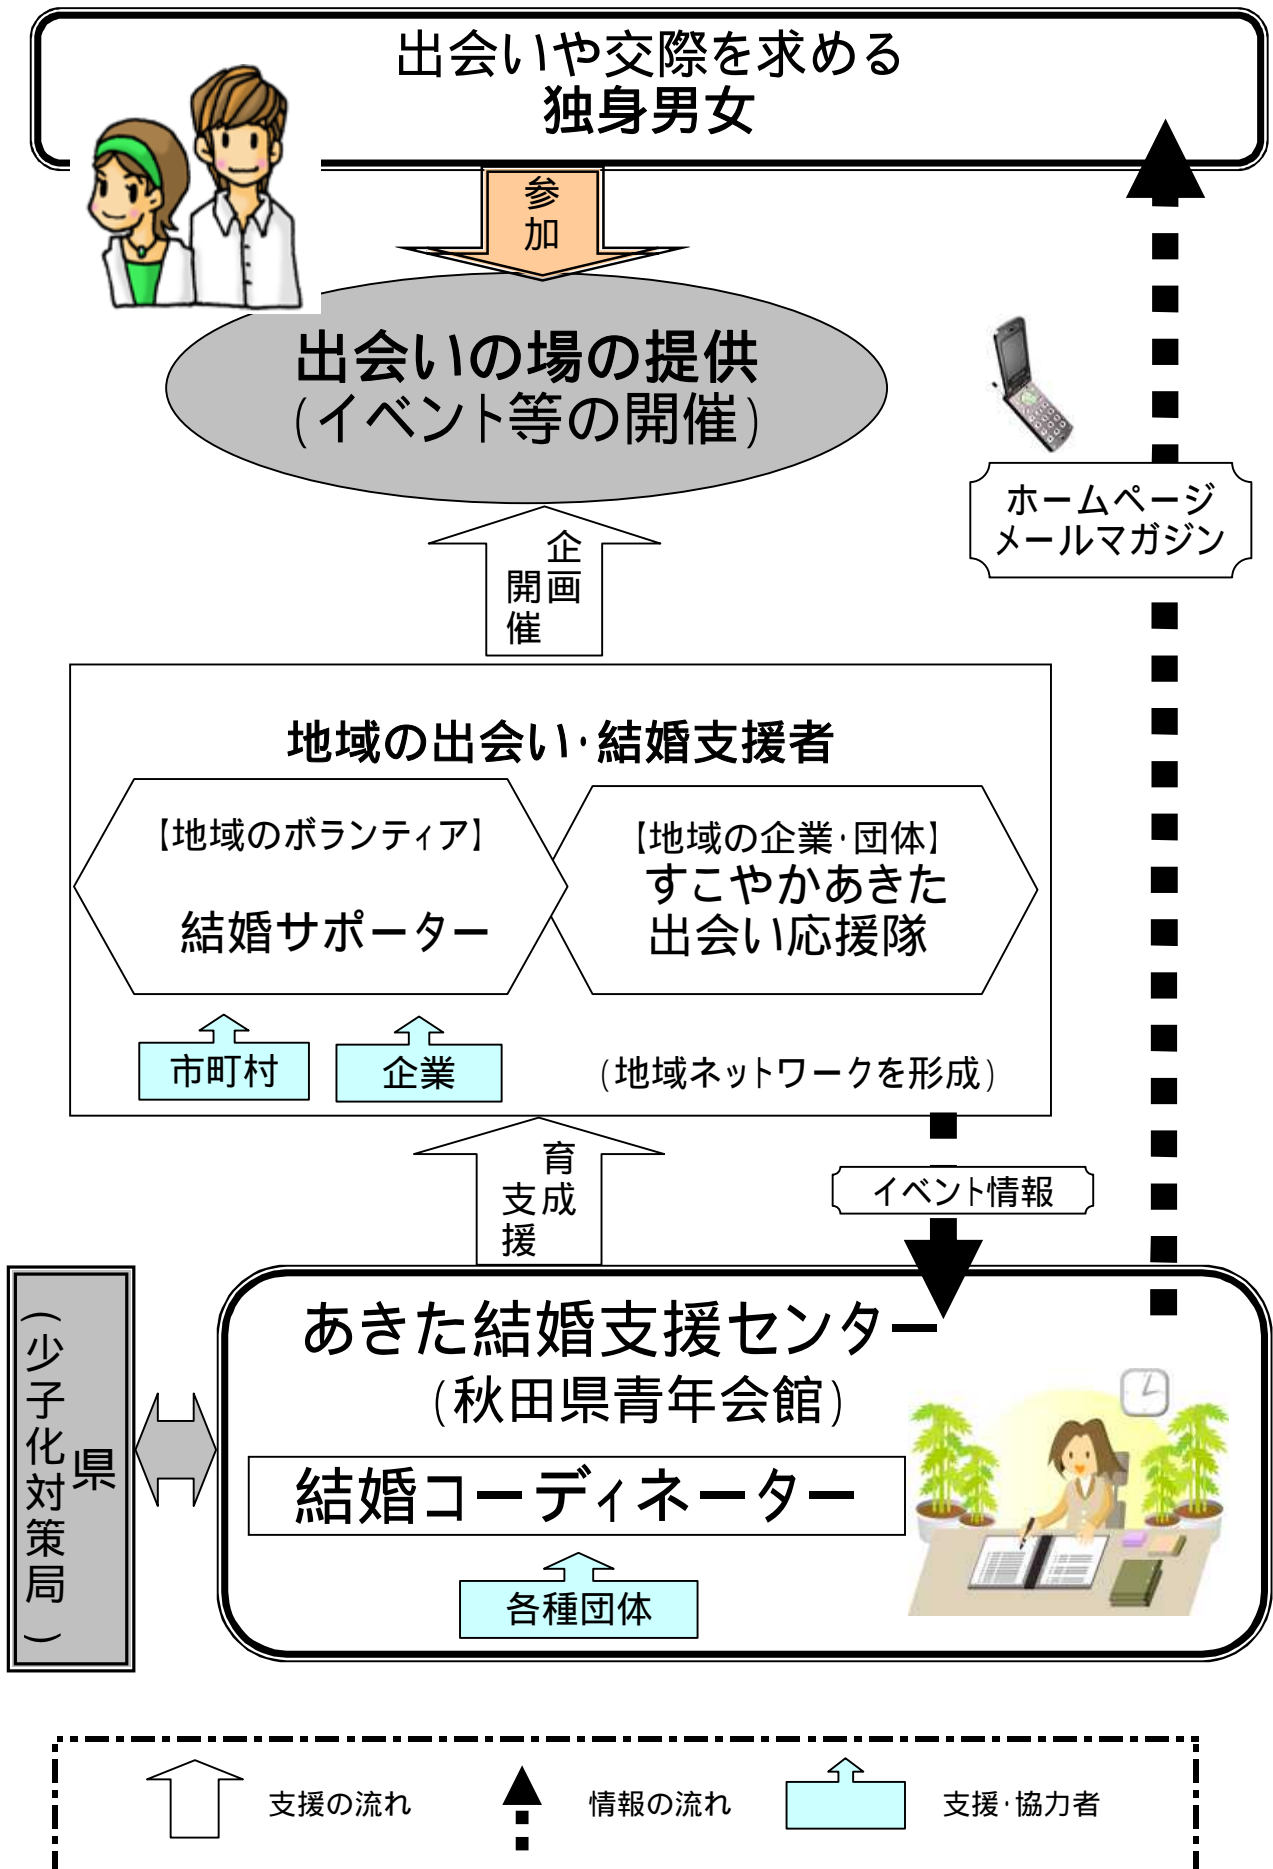 出会いや交際を求める
独身男女
参加
出会いの場の提供
(イベント等の開催)
ホームページ
メールマガジン
企画
開催
地域の出会い・結婚支援者
【地域のボランティア】
結婚サポーター
【地域の企業・団体】
すこやかあきた
出会い応援隊
市町村
企業
(地域ネットワークを形成)
育成
支援
イベント情報
県
(少子化対策局)
あきた結婚支援センター
(秋田県青年会館)
結婚コーディネーター
各種団体
支援の流れ
情報の流れ
支援・協力者